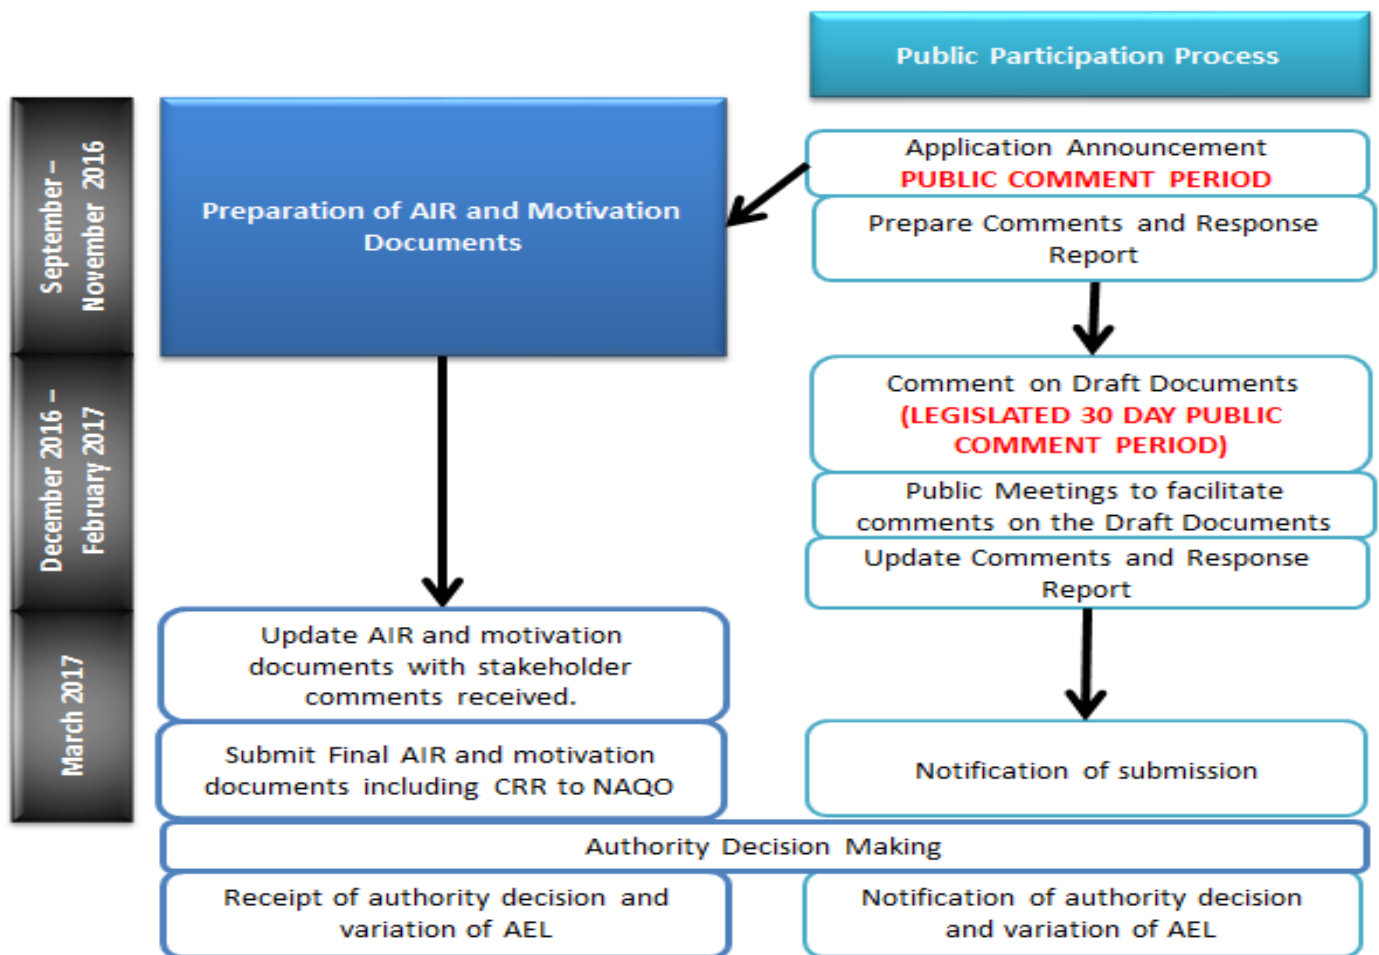 Public Participation Process
September –
November 2016
Preparation of AIR and Motivation
Documents
Application Announcement
PUBLIC COMMENT PERIOD
Prepare Comments and Response
Report
December 2016 –
February 2017
Comment on Draft Documents
(LEGISLATED 30 DAY PUBLIC
COMMENT PERIOD)
Public Meetings to facilitate
comments on the Draft Documents
Update Comments and Response
Report
March 2017
Update AIR and motivation
documents with stakeholder
comments received.
Submit Final AIR and motivation
documents including CRR to NAQO
Notification of submission
Authority Decision Making
Receipt of authority decision and
variation of AEL
Notification of authority decision
and variation of AEL